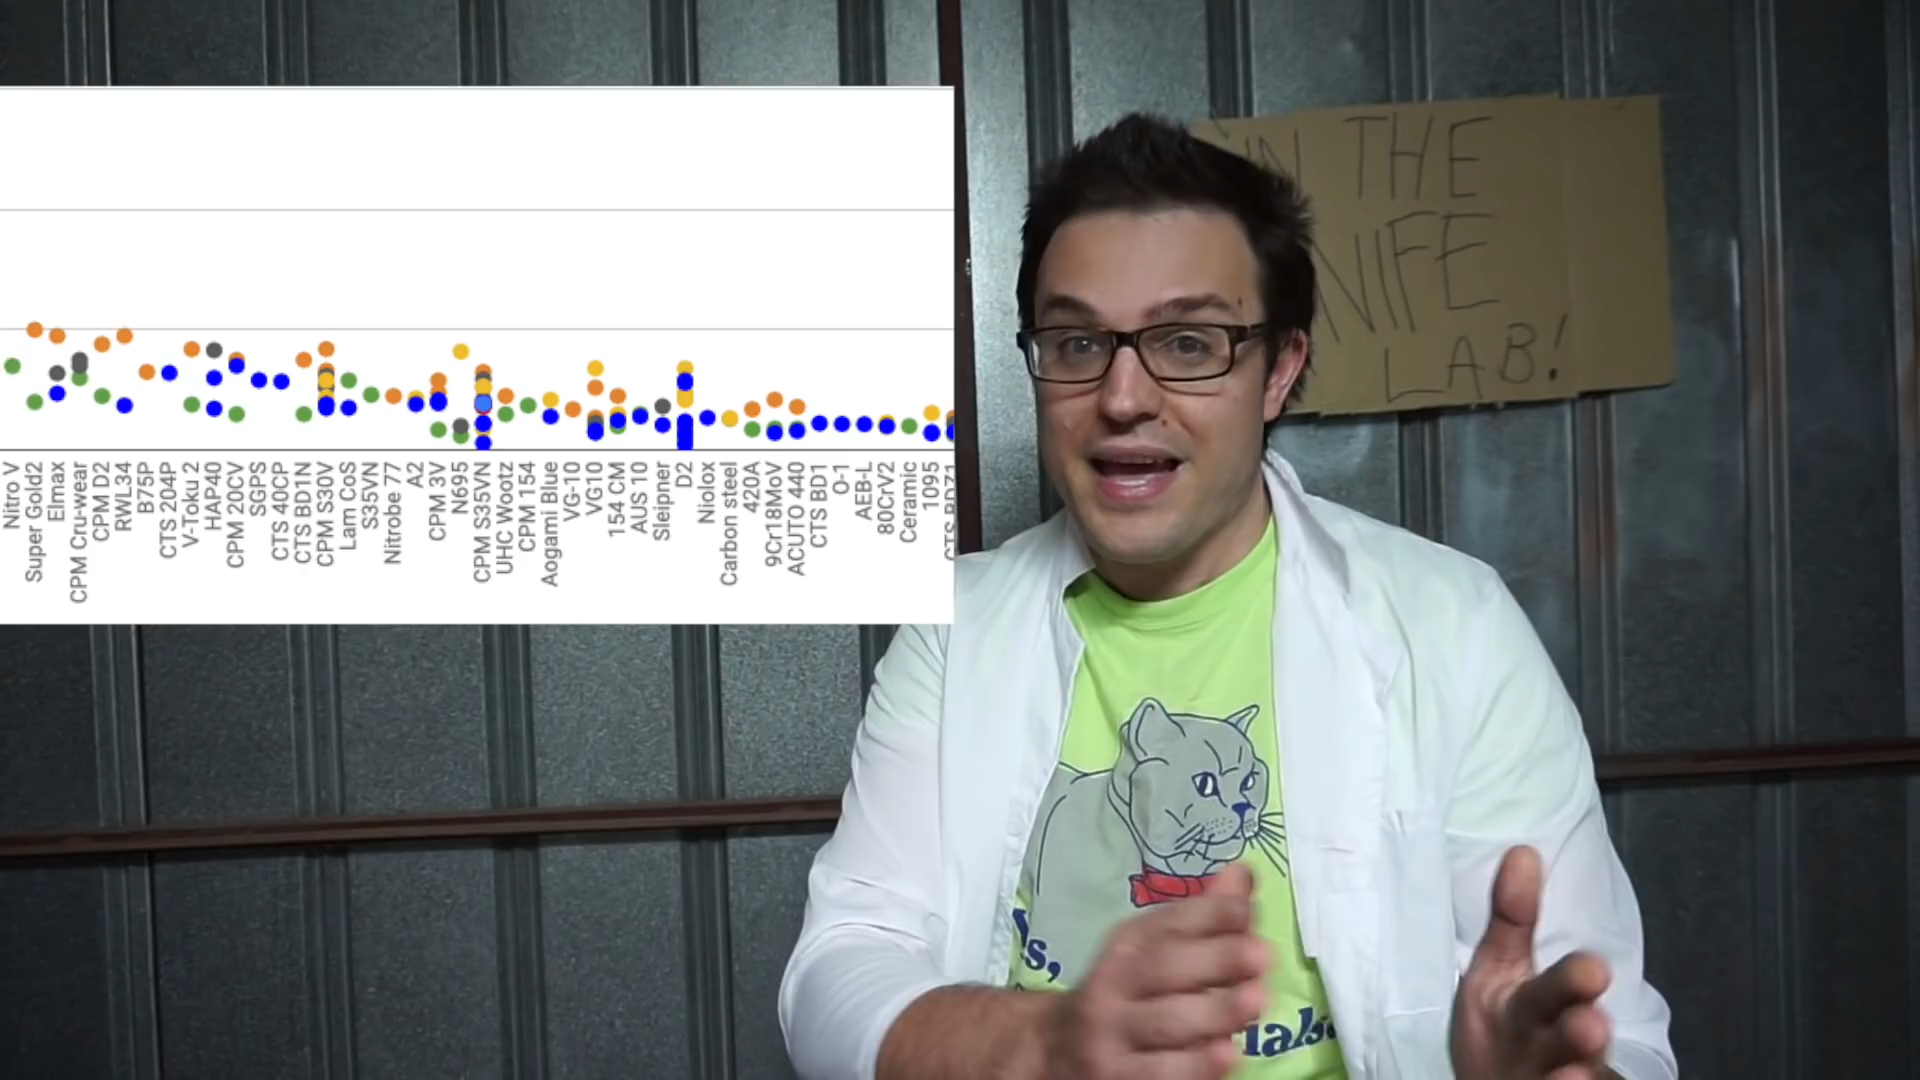 Nitro V
Super Gold2
Elmax
CPM Cru-wear
CPM D2
RWL34
B75P
CTS 204P
V-Toku 2
HAP40
CPM 20CV
SGPS
CTS 40CP
CTS BD1N
CPM S30V
Lam CoS
S35VN
Nitrobe 77
A2
CPM 3V
N695
CPM S35VN
UHC Wootz
CPM 154
Aogami Blue
VG-10
VG10
154 CM
AUS 10
Sleipner
D2
Niolox
Carbon steel
420A
9Cr18MoV
ACUTO 440
CTS BD1
O-1
AEB-L
80CrV2
Ceramic
1095
IN THE
NIFE
LAB!